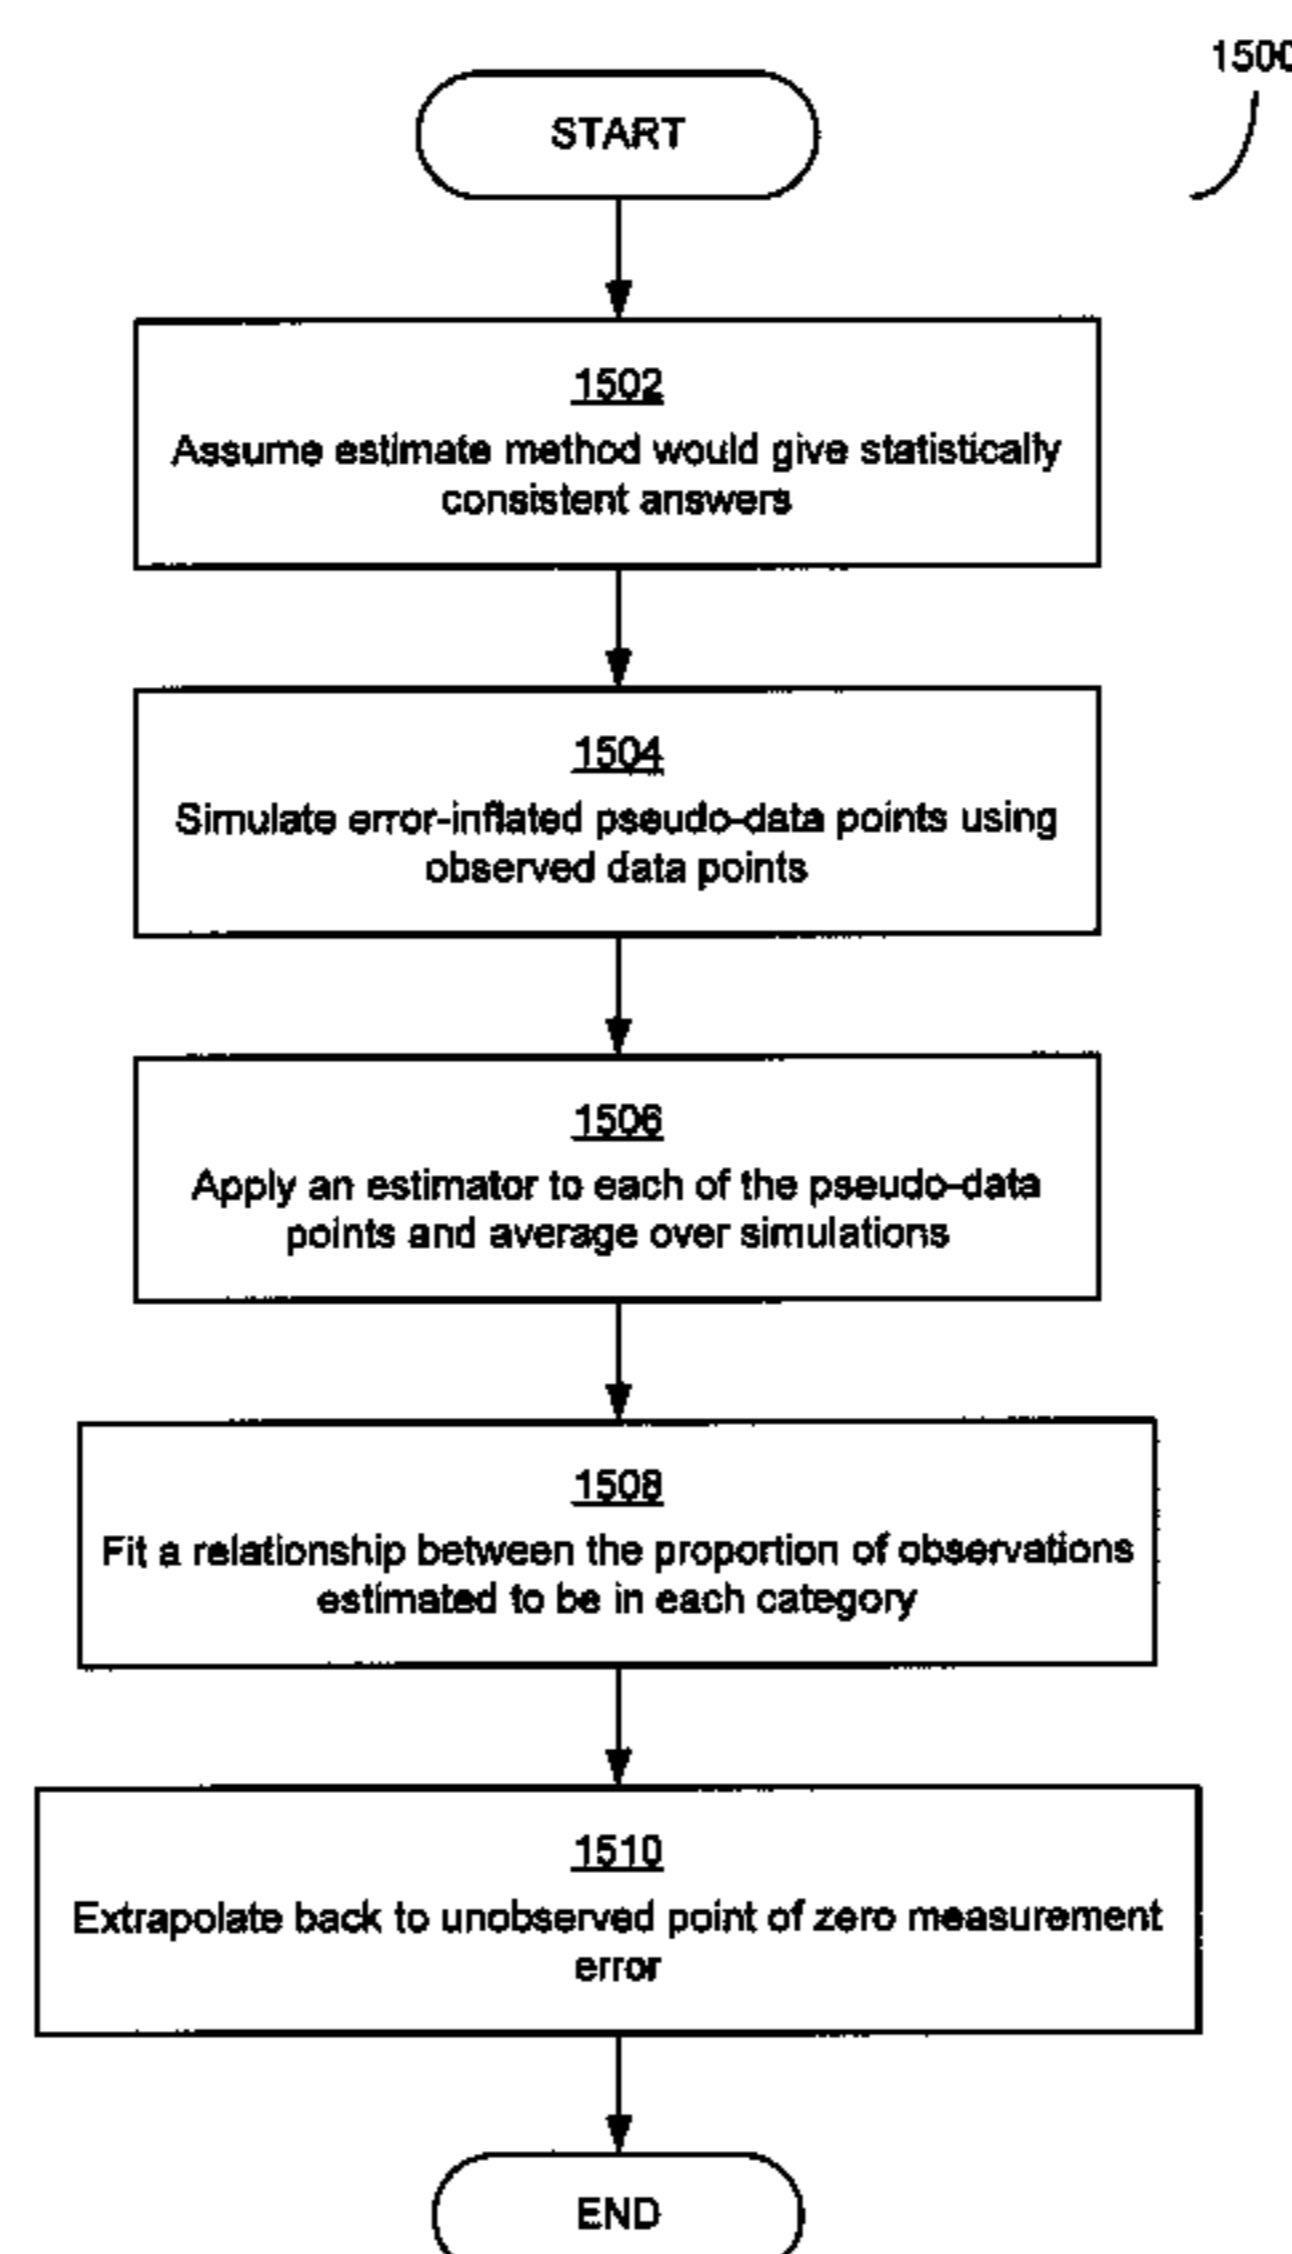 1500
START
1502
Assume estimate method would give statistically
consistent answers
1504
Simulate error-inflated pseudo-data points using
observed data points
1506
Apply an estimator to each of the pseudo-data
points and average over simulations
1508
Fit a relationship between the proportion of observations
estimated to be in each category
1510
Extrapolate back to unobserved point of zero measurement
error
END